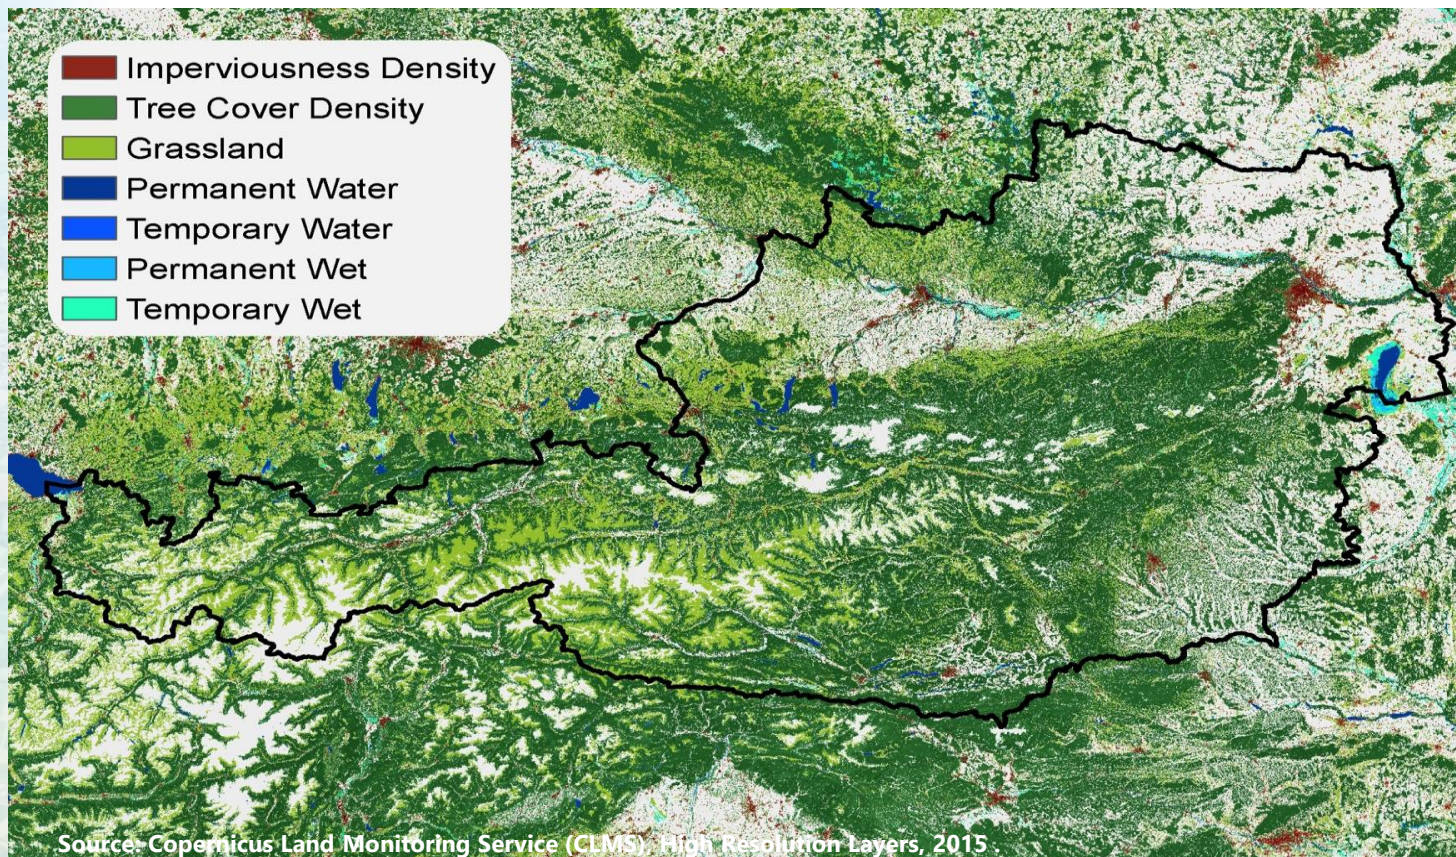 Imperviousness Density
Tree Cover Density
Grassland
Permanent Water
Temporary Water
Permanent Wet
Temporary Wet
Source: Copernicus Land Monitoring Service (CLMS), High Resolution Layers, 2015